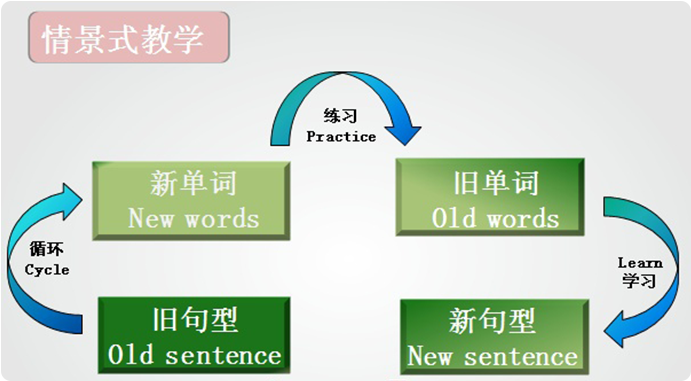 情景式教学
练习
Practice
新单词
New words
旧单词
Old words
循环
Cycle
Learn
学习
旧句型
Old sentence
新句型
New sentence